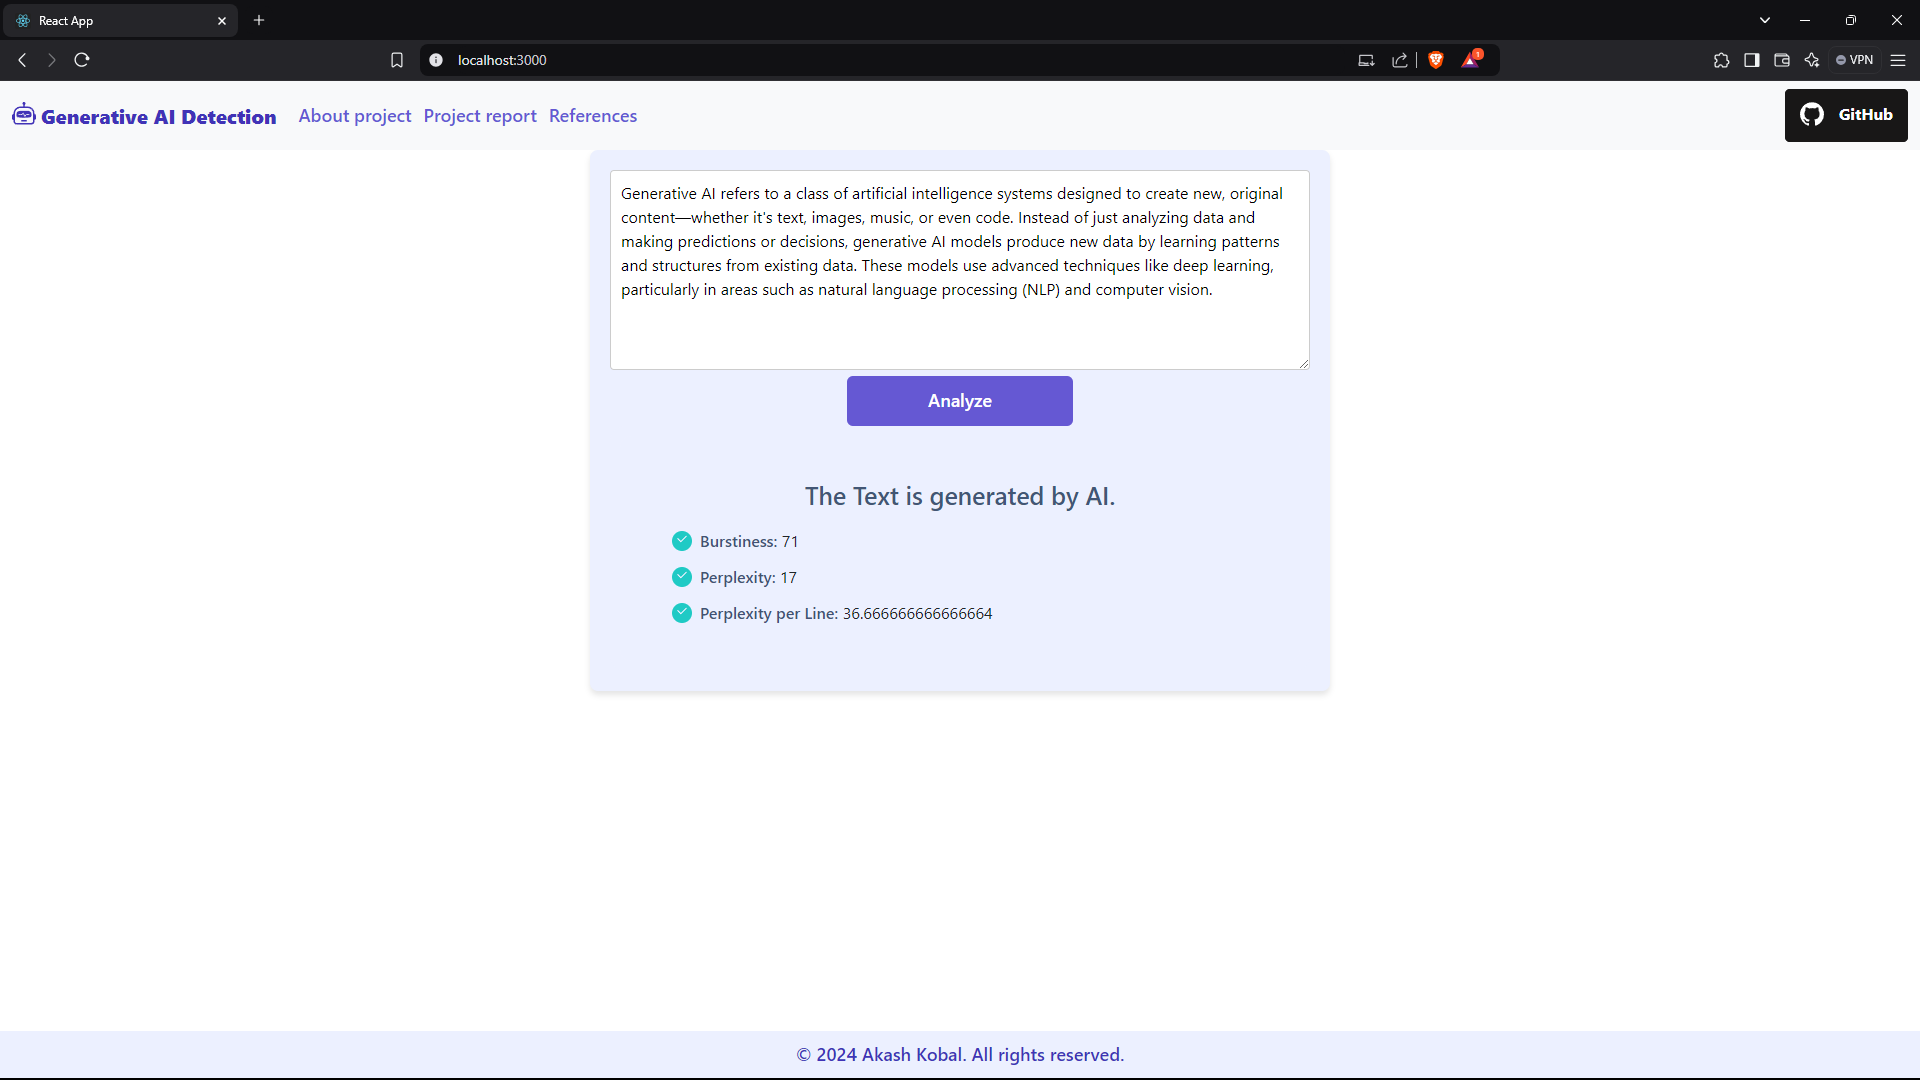 React App
localhost:3000
1
VPN
Generative AI Detection
About project
Project report
References
GitHub
Generative AI refers to a class of artificial intelligence systems designed to create new, original
content—whether it's text, images, music, or even code. Instead of just analyzing data and
making predictions or decisions, generative AI models produce new data by learning patterns
and structures from existing data. These models use advanced techniques like deep learning,
particularly in areas such as natural language processing (NLP) and computer vision.
Analyze
The Text is generated by AI.
Burstiness: 71
Perplexity: 17
Perplexity per Line: 36.666666666666664
© 2024 Akash Kobal. All rights reserved.